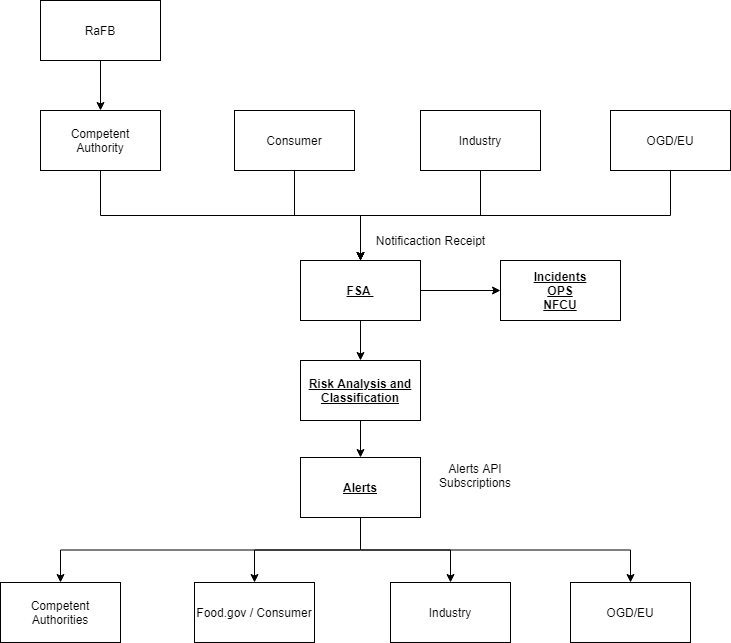 RaFB
Competent
Authority
Consumer
Industry
OGD/EU
Notificaction Receipt
FSA
Incidents
OPS
NFCU
Risk Analysis and
Classification
Alerts
Alerts API
Subscriptions
Competent
Authorities
Food.gov / Consumer
Industry
OGD/EU